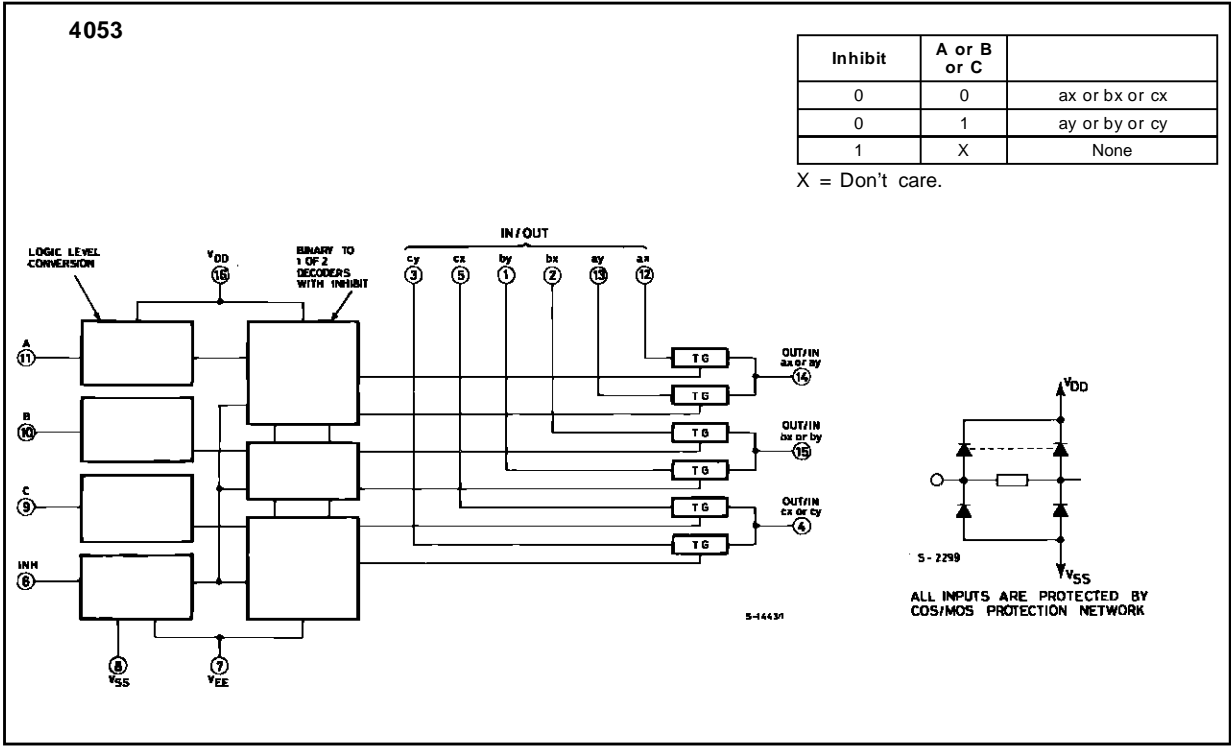 4053
Inhibit
A or B
or C
0
0
ax or bx or cx
0
1
ay or by or cy
1
X
None
X = Don't care.
LOGIC LEVEL
CONVERSION
VDD
16
BINARY TO
1 OF 2
DECODERS
WITH INHIBIT
IN/OUT
cy
cx
by
bx
ay
ax
3
5
1
2
13
12
A
11
B
10
C
9
INH
6
TG
TG
TG
TG
TG
TG
OUT/IN
ax or ay
14
OUT/IN
bx or by
15
OUT/IN
cx or cy
4
8
VSS
7
VEE
S-1443/1
VDD
VSS
S-2299
ALL INPUTS ARE PROTECTED BY
COS/MOS PROTECTION NETWORK